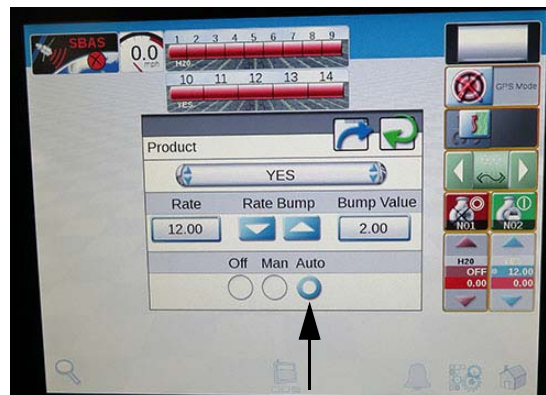 SBAS
0.0
mph
1 2 3 4 5 6 7 8 9
H20
10 11 12 13 14
YES
GPS Mode
Product
YES
Rate Rate Bump Bump Value
12.00 2.00
Off Man Auto
N01 N02
H20 YES
OFF 12.00
0.00 0.00